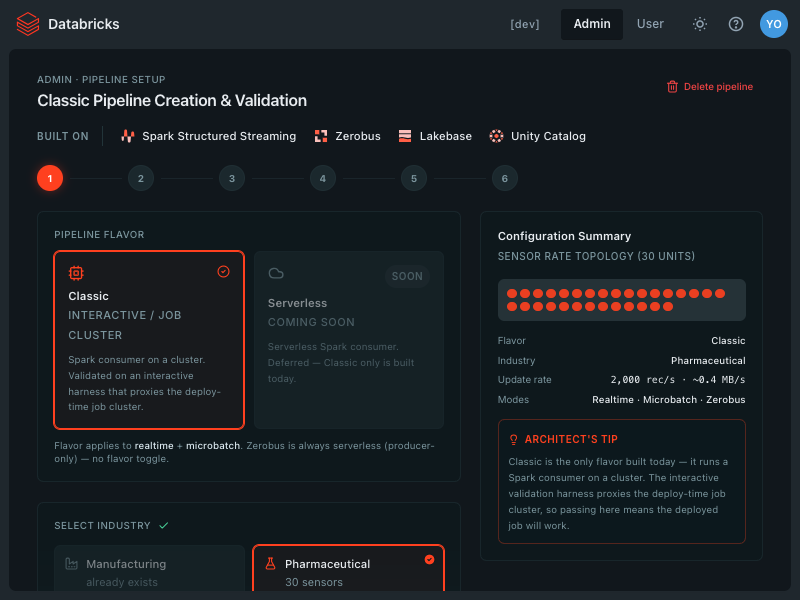 Databricks
[dev]
Admin
User
YO
ADMIN · PIPELINE SETUP
Classic Pipeline Creation & Validation
Delete pipeline
BUILT ON
Spark Structured Streaming
Zerobus
Lakebase
Unity Catalog
1
2
3
4
5
6
PIPELINE FLAVOR
Classic
INTERACTIVE / JOB
CLUSTER
Spark consumer on a cluster.
Validated on an interactive
harness that proxies the deploy-
time job cluster.
SOON
Serverless
COMING SOON
Serverless Spark consumer.
Deferred — Classic only is built
today.
Flavor applies to realtime + microbatch. Zerobus is always serverless (producer-
only) — no flavor toggle.
SELECT INDUSTRY
Manufacturing
already exists
Pharmaceutical
30 sensors
Configuration Summary
SENSOR RATE TOPOLOGY (30 UNITS)
Flavor Classic
Industry Pharmaceutical
Update rate 2,000 rec/s · ~0.4 MB/s
Modes Realtime · Microbatch · Zerobus
ARCHITECT'S TIP
Classic is the only flavor built today — it runs a
Spark consumer on a cluster. The interactive
validation harness proxies the deploy-time job
cluster, so passing here means the deployed
job will work.